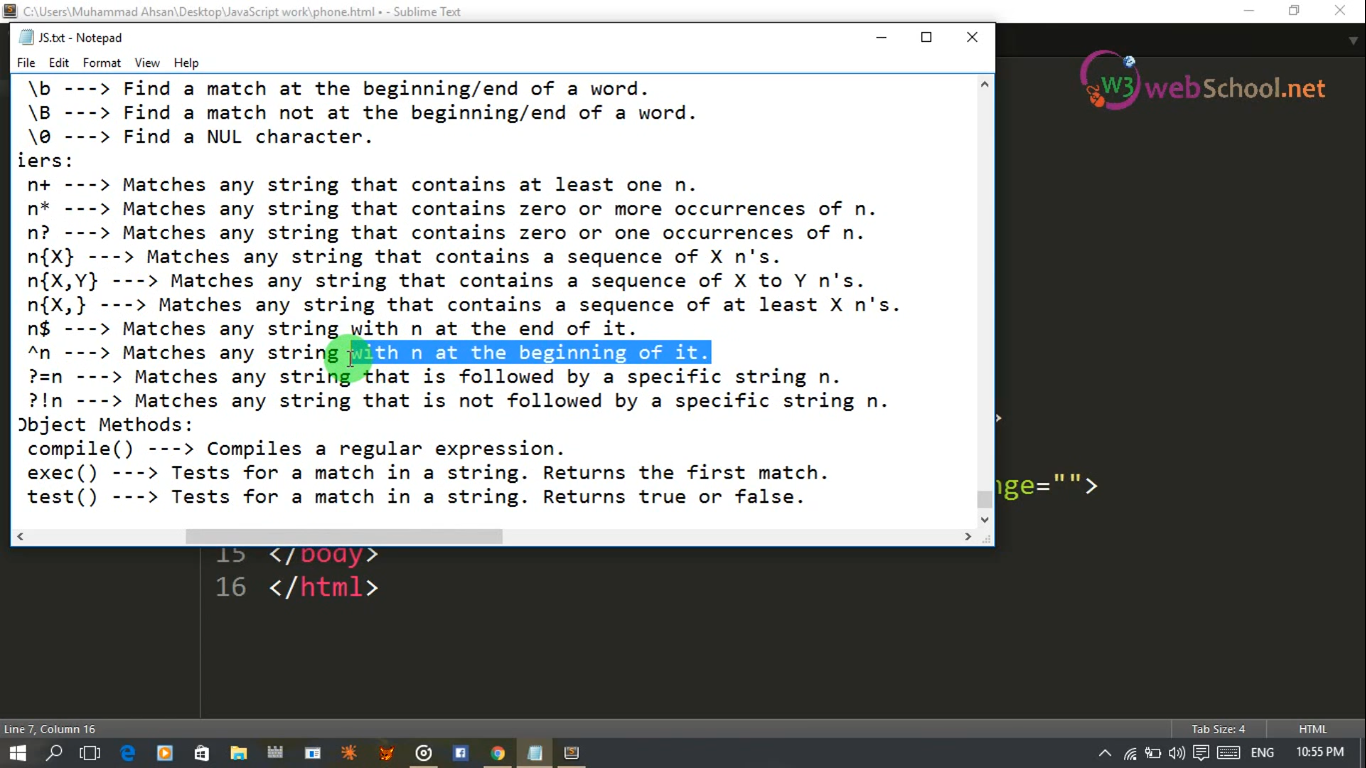 C:\Users\Muhammad Ahsan\Desktop\JavaScript work\phone.html • - Sublime Text
JS.txt - Notepad
File Edit Format View Help
W3webSchool.net
\b ---> Find a match at the beginning/end of a word.
\B ---> Find a match not at the beginning/end of a word.
\0 ---> Find a NUL character.
iers:
n+ ---> Matches any string that contains at least one n.
n* ---> Matches any string that contains zero or more occurrences of n.
n? ---> Matches any string that contains zero or one occurrences of n.
n{X} ---> Matches any string that contains a sequence of X n's.
n{X,Y} ---> Matches any string that contains a sequence of X to Y n's.
n{X,} ---> Matches any string that contains a sequence of at least X n's.
n$ ---> Matches any string with n at the end of it.
^n ---> Matches any string with n at the beginning of it.
?=n ---> Matches any string that is followed by a specific string n.
?!n ---> Matches any string that is not followed by a specific string n.
Object Methods:
compile() ---> Compiles a regular expression.
exec() ---> Tests for a match in a string. Returns the first match.
test() ---> Tests for a match in a string. Returns true or false.
>
nge="">
15 </body>
16 </html>
Line 7, Column 16 Tab Size: 4 HTML
ENG 10:55 PM